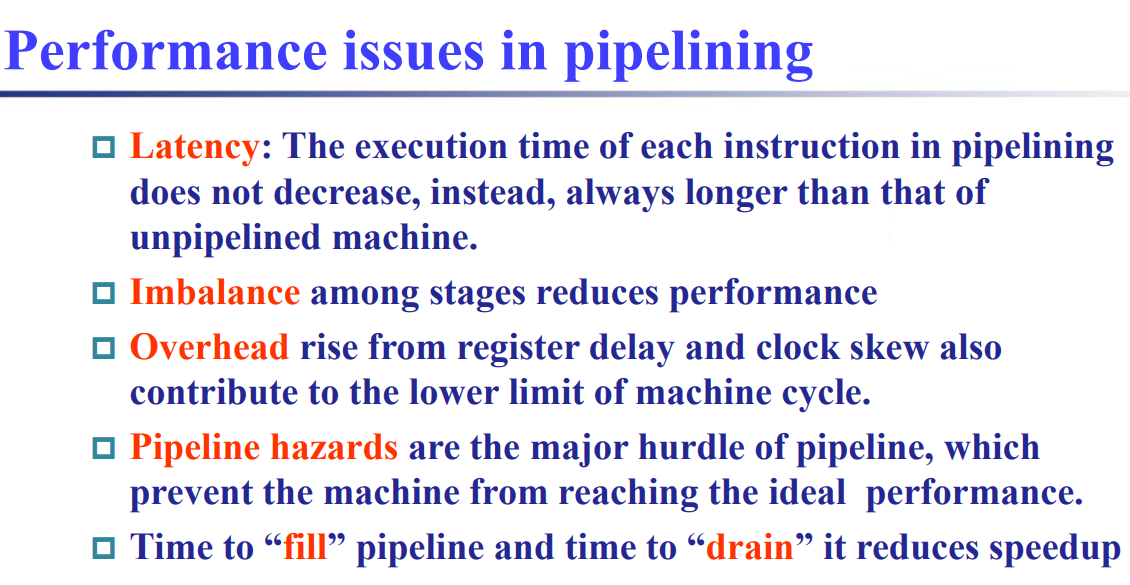 Performance issues in pipelining
Latency: The execution time of each instruction in pipelining
does not decrease, instead, always longer than that of
unpipelined machine.
Imbalance among stages reduces performance
Overhead rise from register delay and clock skew also
contribute to the lower limit of machine cycle.
Pipeline hazards are the major hurdle of pipeline, which
prevent the machine from reaching the ideal  performance.
Time to “fill” pipeline and time to “drain” it reduces speedup